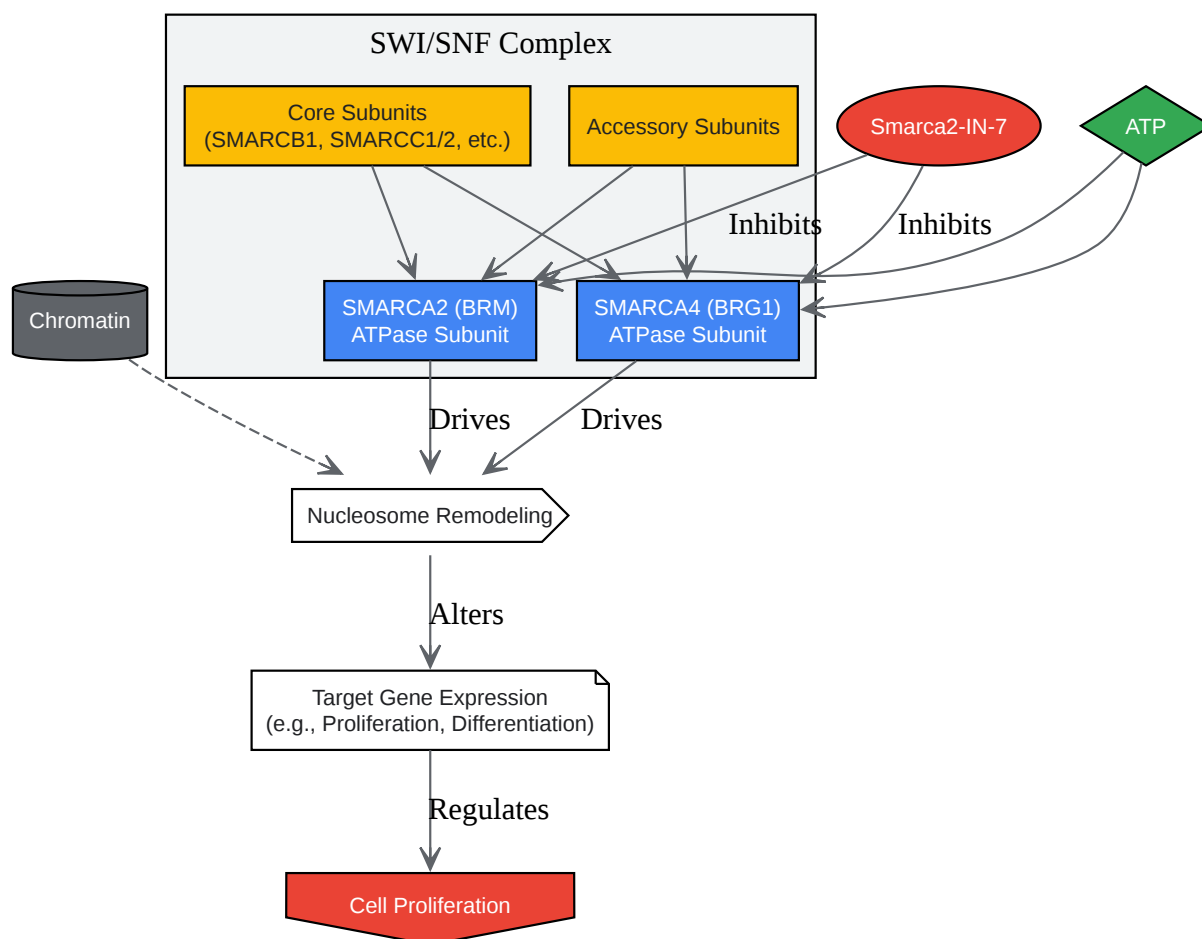 SWI/SNF Complex
Core Subunits
(SMARCB1, SMARCC1/2, etc.)
Accessory Subunits
Smarca2-IN-7
ATP
Inhibits
Inhibits
Chromatin
SMARCA2 (BRM)
ATPase Subunit
SMARCA4 (BRG1)
ATPase Subunit
Drives
Drives
Nucleosome Remodeling
Alters
Target Gene Expression
(e.g., Proliferation, Differentiation)
Regulates
Cell Proliferation